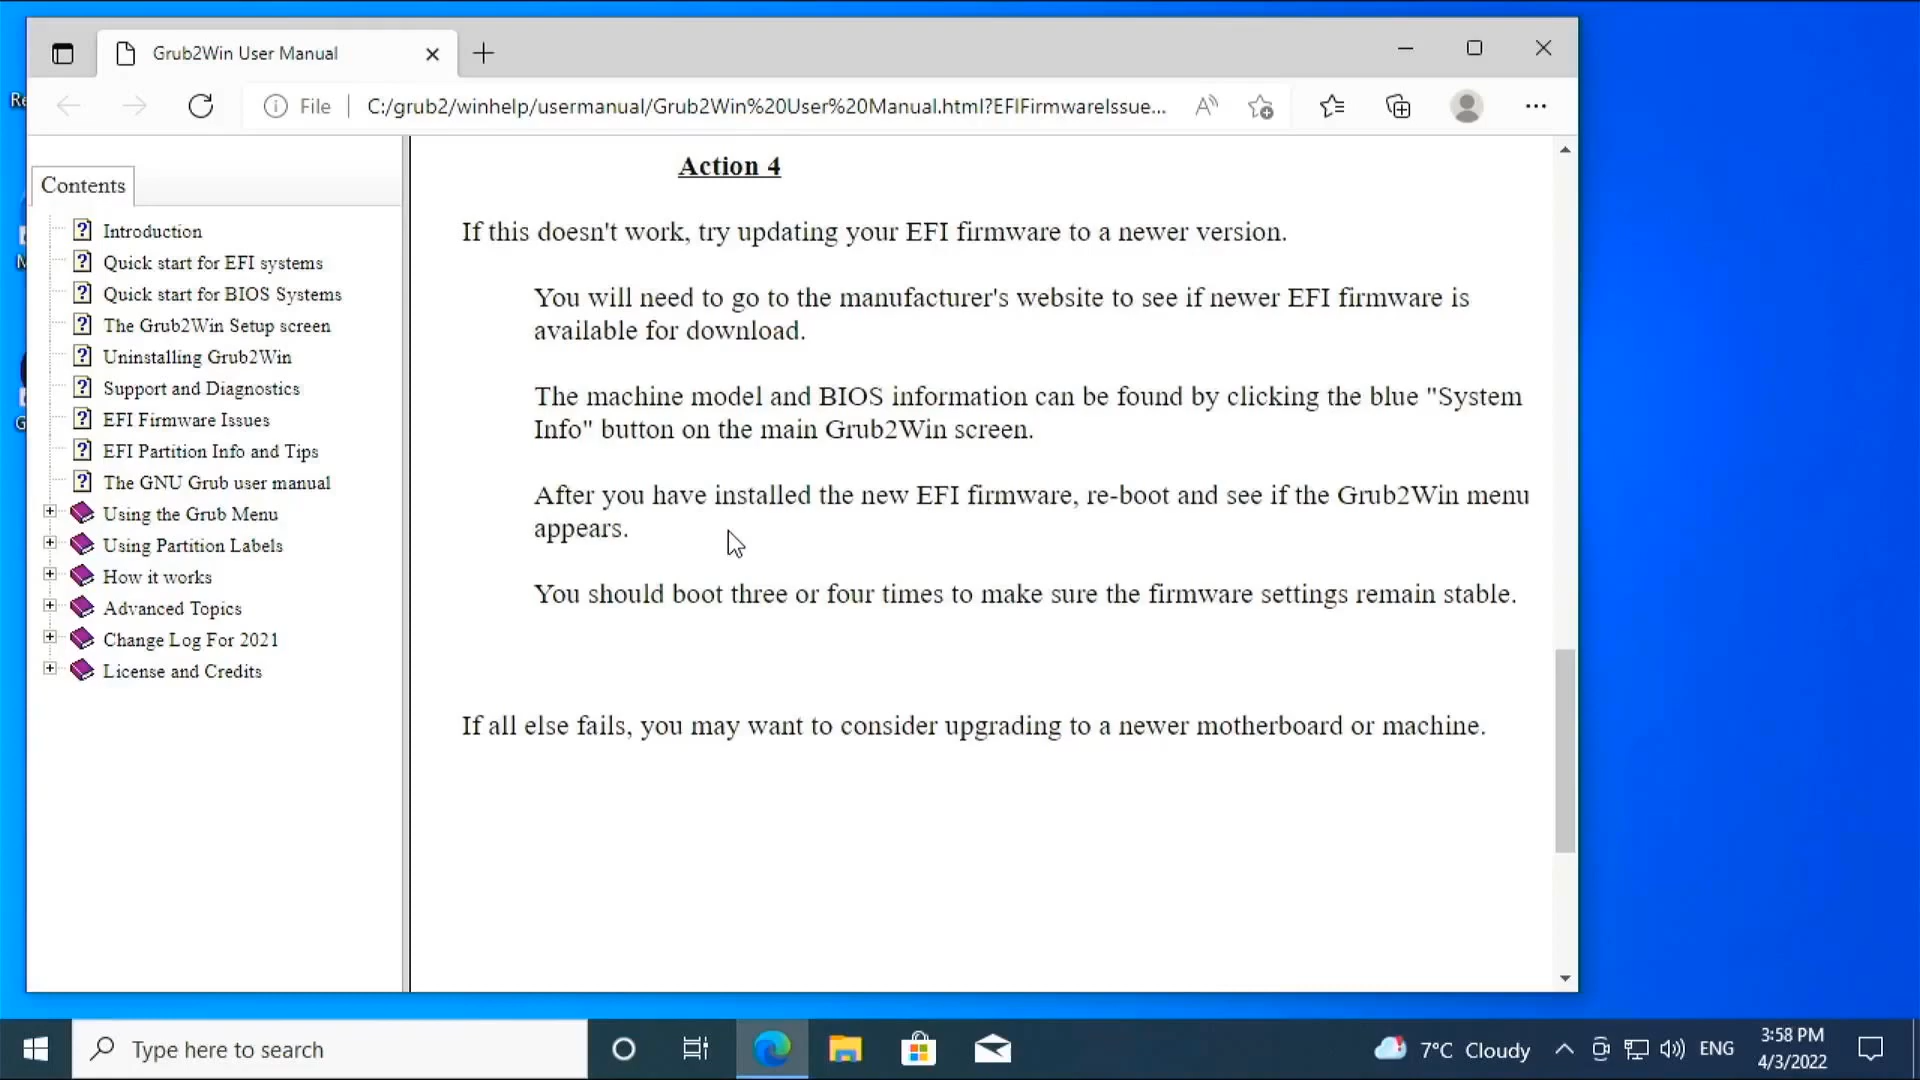 Grub2Win User Manual
File
C:/grub2/winhelp/usermanual/Grub2Win%20User%20Manual.html?EFIFirmwareIssue...
Contents
Introduction
Quick start for EFI systems
Quick start for BIOS Systems
The Grub2Win Setup screen
Uninstalling Grub2Win
Support and Diagnostics
EFI Firmware Issues
EFI Partition Info and Tips
The GNU Grub user manual
Using the Grub Menu
Using Partition Labels
How it works
Advanced Topics
Change Log For 2021
License and Credits
Action 4
If this doesn't work, try updating your EFI firmware to a newer version.
You will need to go to the manufacturer's website to see if newer EFI firmware is
available for download.
The machine model and BIOS information can be found by clicking the blue "System
Info" button on the main Grub2Win screen.
After you have installed the new EFI firmware, re-boot and see if the Grub2Win menu
appears.
You should boot three or four times to make sure the firmware settings remain stable.
If all else fails, you may want to consider upgrading to a newer motherboard or machine.
Type here to search
7°C Cloudy
ENG
3:58 PM
4/3/2022